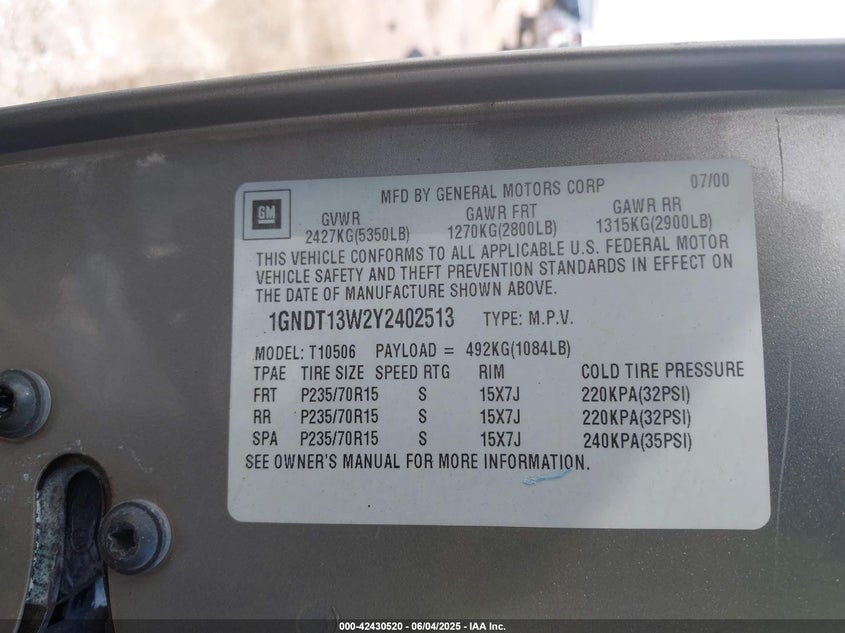 MFD BY GENERAL MOTORS CORP 07/00
GM
GVWR GAWR FRT GAWR RR
2427KG(5350LB) 1270KG(2800LB) 1315KG(2900LB)
THIS VEHICLE CONFORMS TO ALL APPLICABLE U.S. FEDERAL MOTOR
VEHICLE SAFETY AND THEFT PREVENTION STANDARDS IN EFFECT ON
THE DATE OF MANUFACTURE SHOWN ABOVE.
1GNDT13W2Y2402513 TYPE: M.P.V.
MODEL: T10506 PAYLOAD = 492KG(1084LB)
TPAE TIRE SIZE SPEED RTG RIM COLD TIRE PRESSURE
FRT P235/70R15 S 15X7J 220KPA(32PSI)
RR P235/70R15 S 15X7J 220KPA(32PSI)
SPA P235/70R15 S 15X7J 240KPA(35PSI)
SEE OWNER'S MANUAL FOR MORE INFORMATION.
000-42430520 - 06/04/2025 - IAA Inc.